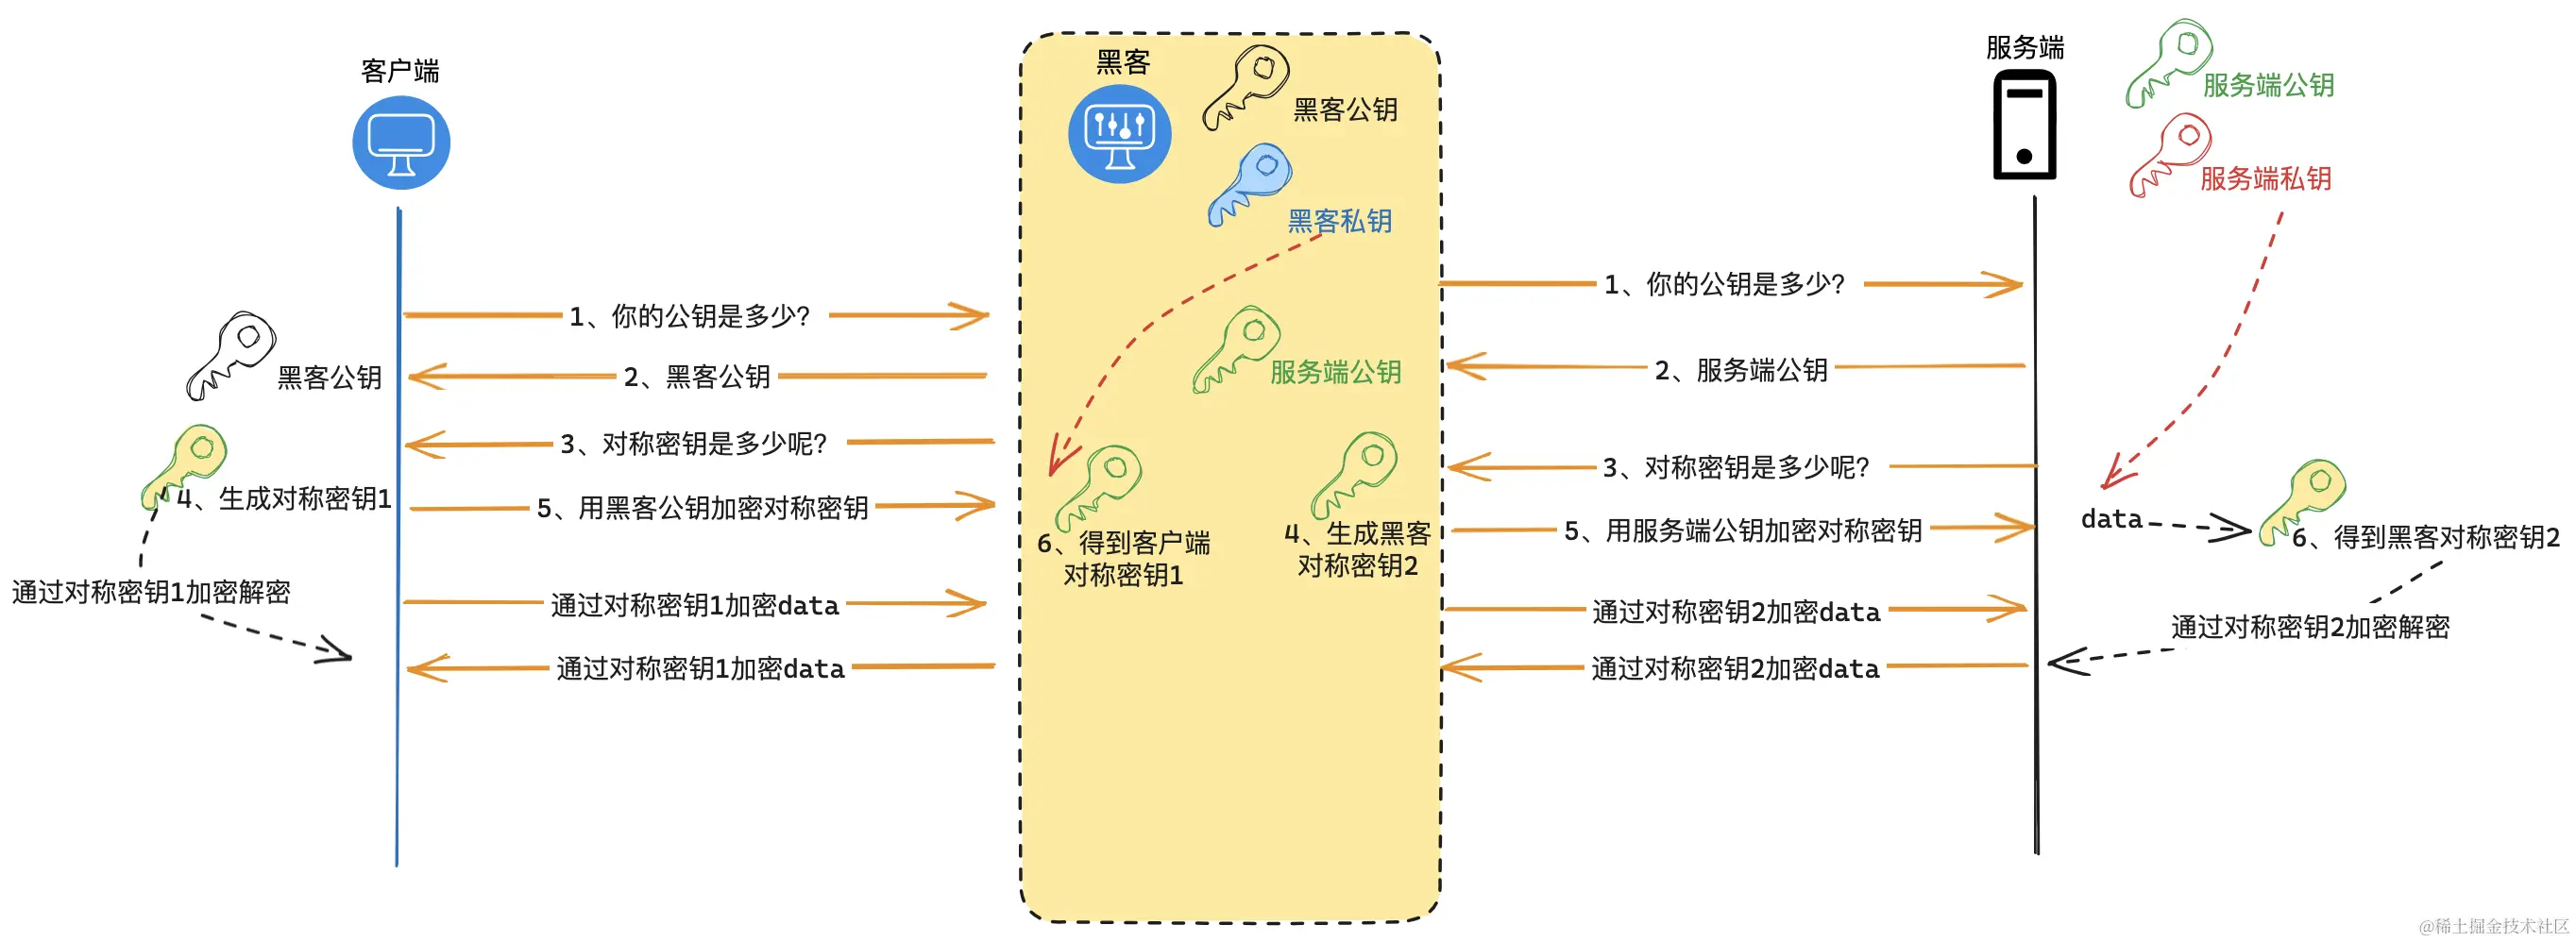 客户端
黑客
黑客公钥
黑客私钥
服务端
服务端公钥
服务端私钥
1、你的公钥是多少？
1、你的公钥是多少？
黑客公钥
2、黑客公钥
服务端公钥
2、服务端公钥
3、对称密钥是多少呢？
3、对称密钥是多少呢？
4、生成对称密钥1
5、用黑客公钥加密对称密钥
6、得到客户端
对称密钥1
4、生成黑客
对称密钥2
5、用服务端公钥加密对称密钥
data
6、得到黑客对称密钥2
通过对称密钥1加密解密
通过对称密钥1加密data
通过对称密钥2加密data
通过对称密钥2加密解密
通过对称密钥1加密data
通过对称密钥2加密data
@稀土掘金技术社区